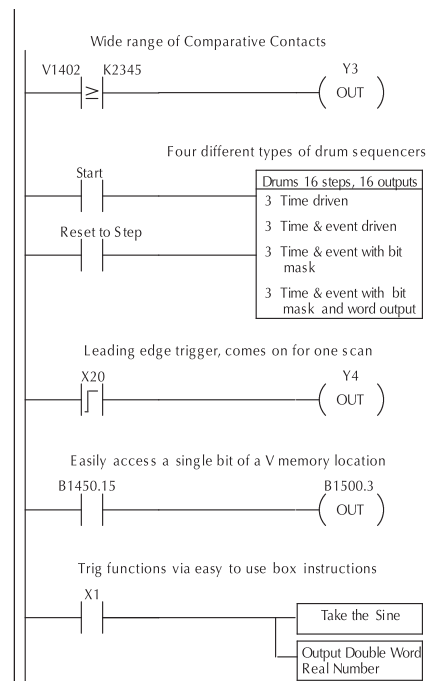 Wide range of Comparative Contacts
V1402 K2345 Y3
≥ OUT
Four different types of drum sequencers
Start
Drums 16 steps, 16 outputs
3 Time driven
3 Time & event driven
Reset to Step
3 Time & event with bit
mask
3 Time & event with bit
mask and word output
Leading edge trigger, comes on for one scan
X20 Y4
OUT
Easily access a single bit of a V memory location
B1450.15 B1500.3
OUT
Trig functions via easy to use box instructions
X1
Take the Sine
Output Double Word
Real Number